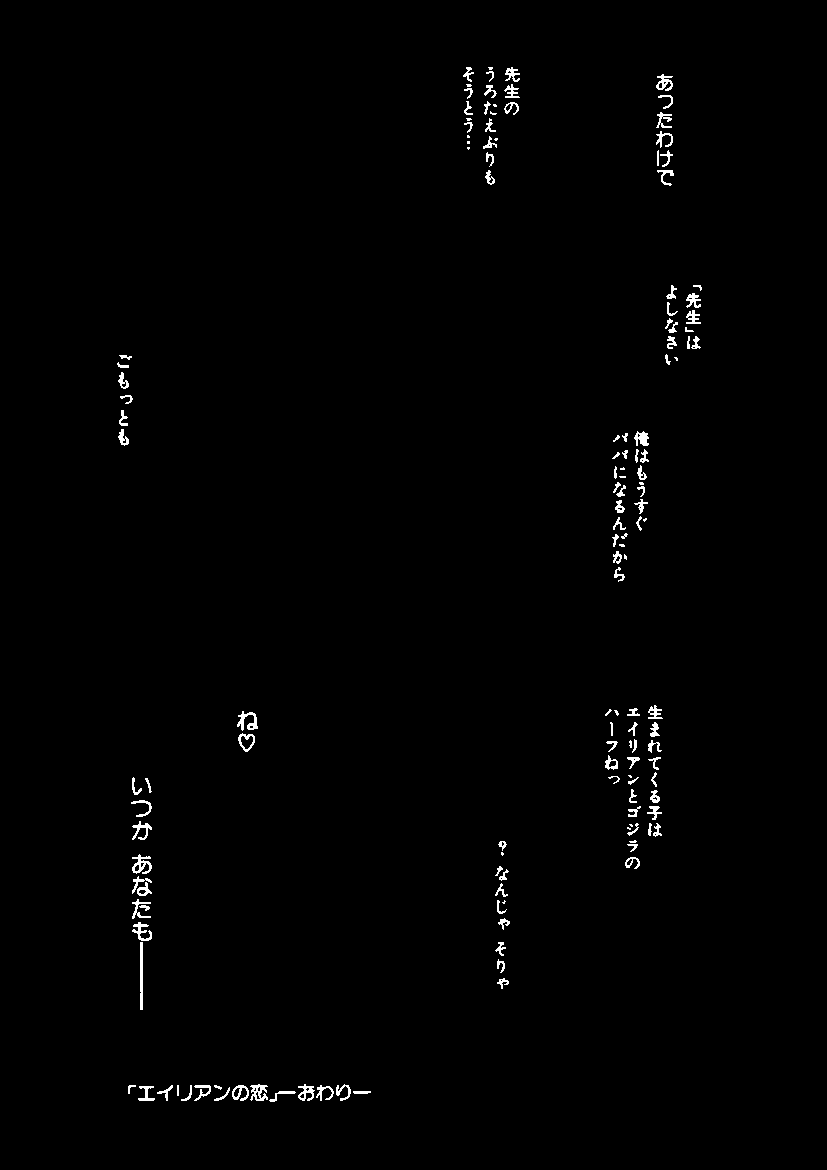 あったわけで
先生の
うろたえぶりも
そうとう…
「先生」は
よしなさい
俺はもうすぐ
パパになるんだから
ごもっとも
生まれてくる子は
エイリアンとゴジラの
ハーフねっ
？ なんじゃ そりゃ
ね♡
いつか あなたも――
「エイリアンの恋」―おわり―